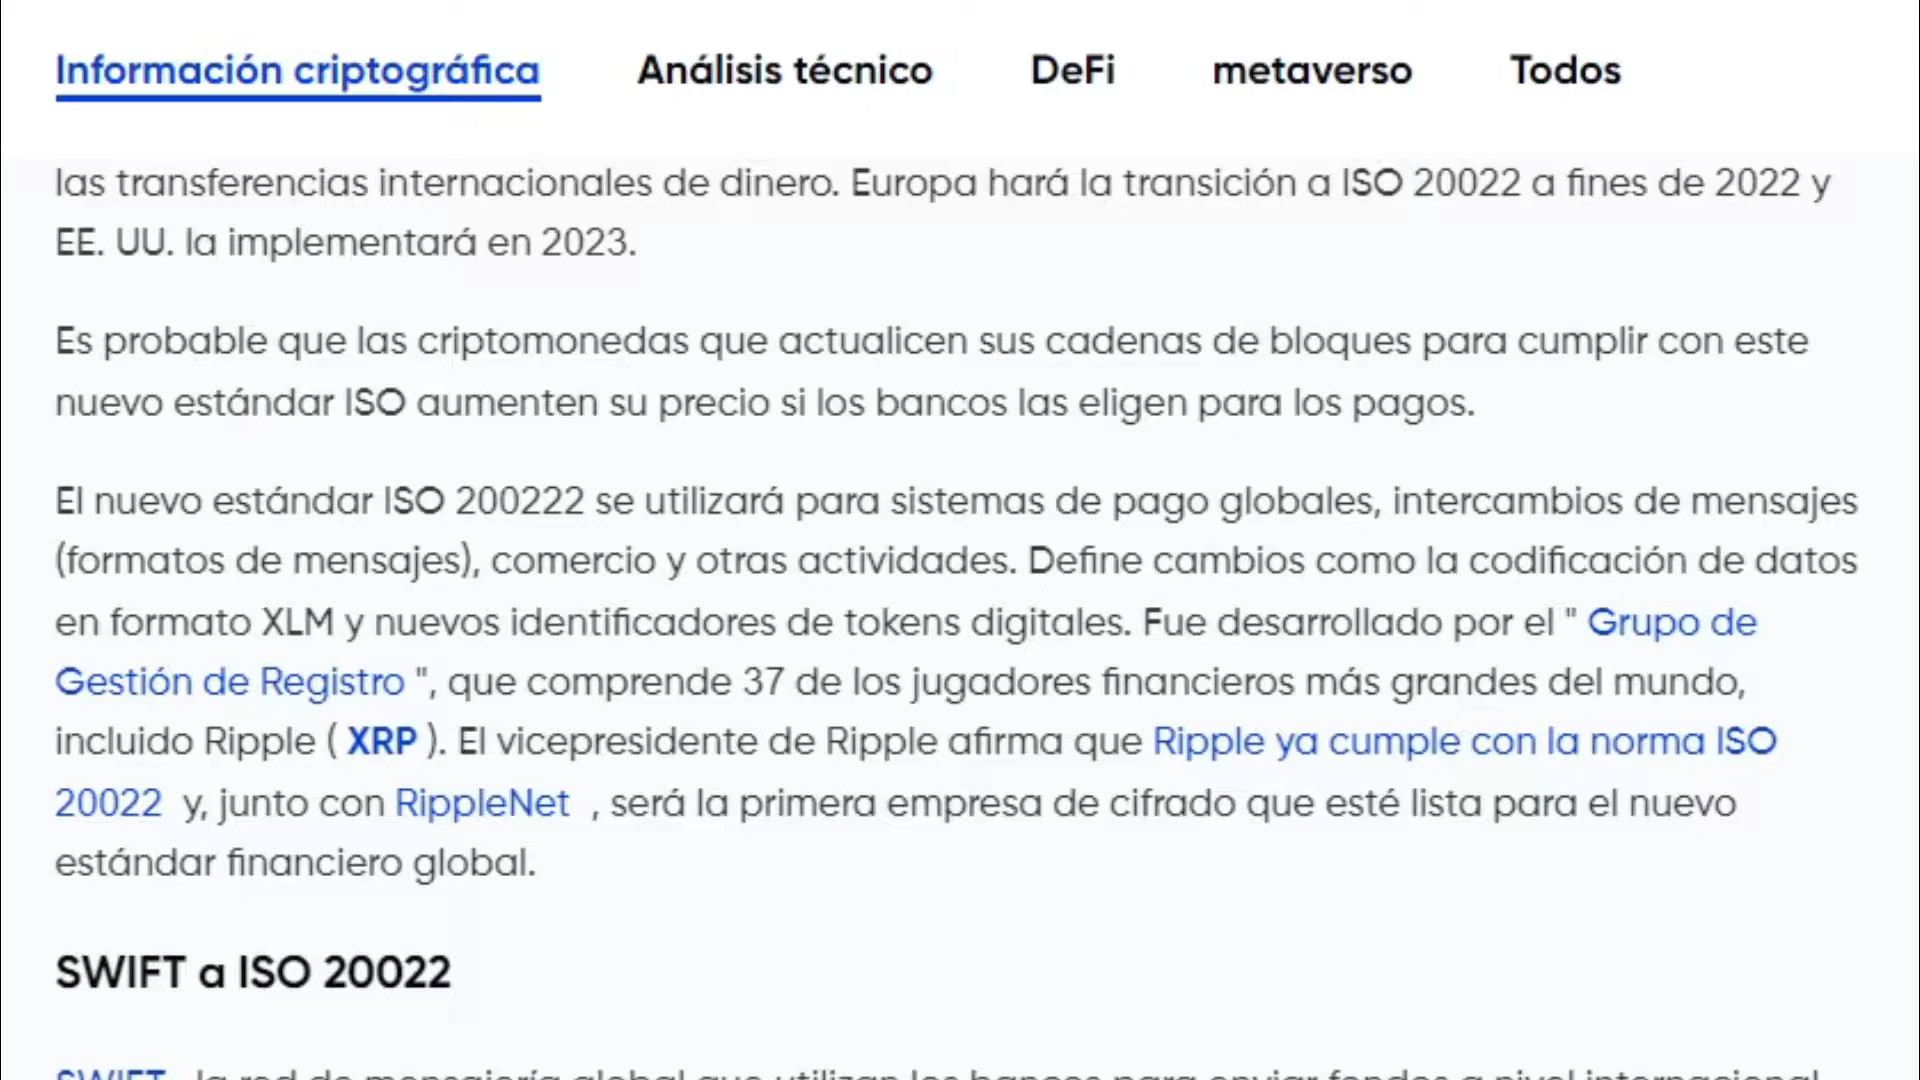 Información criptográfica Análisis técnico DeFi metaverso Todos
las transferencias internacionales de dinero. Europa hará la transición a ISO 20022 a fines de 2022 y
EE. UU. la implementará en 2023.
Es probable que las criptomonedas que actualicen sus cadenas de bloques para cumplir con este
nuevo estándar ISO aumenten su precio si los bancos las eligen para los pagos.
El nuevo estándar ISO 200222 se utilizará para sistemas de pago globales, intercambios de mensajes
(formatos de mensajes), comercio y otras actividades. Define cambios como la codificación de datos
en formato XLM y nuevos identificadores de tokens digitales. Fue desarrollado por el " Grupo de
Gestión de Registro ", que comprende 37 de los jugadores financieros más grandes del mundo,
incluido Ripple ( XRP ). El vicepresidente de Ripple afirma que Ripple ya cumple con la norma ISO
20022 y, junto con RippleNet , será la primera empresa de cifrado que esté lista para el nuevo
estándar financiero global.
SWIFT a ISO 20022
SWIFT , la red de mensajería global que utilizan los bancos para enviar fondos a nivel internacional